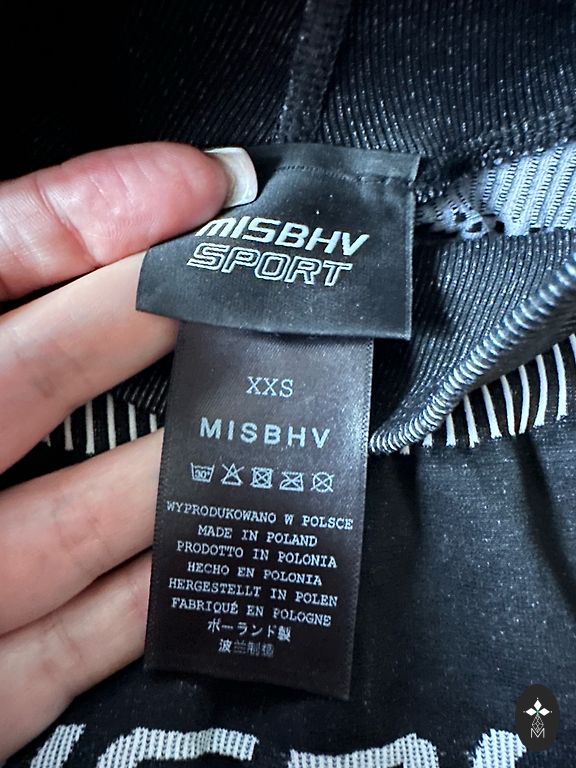 MISBHV
SPORT
XXS
MISBHV
30°
WYPRODUKOWANO W POLSCE
MADE IN POLAND
PRODOTTO IN POLONIA
HECHO EN POLONIA
HERGESTELLT IN POLEN
FABRIQUÉ EN POLOGNE
ポーランド製
波兰制造
M